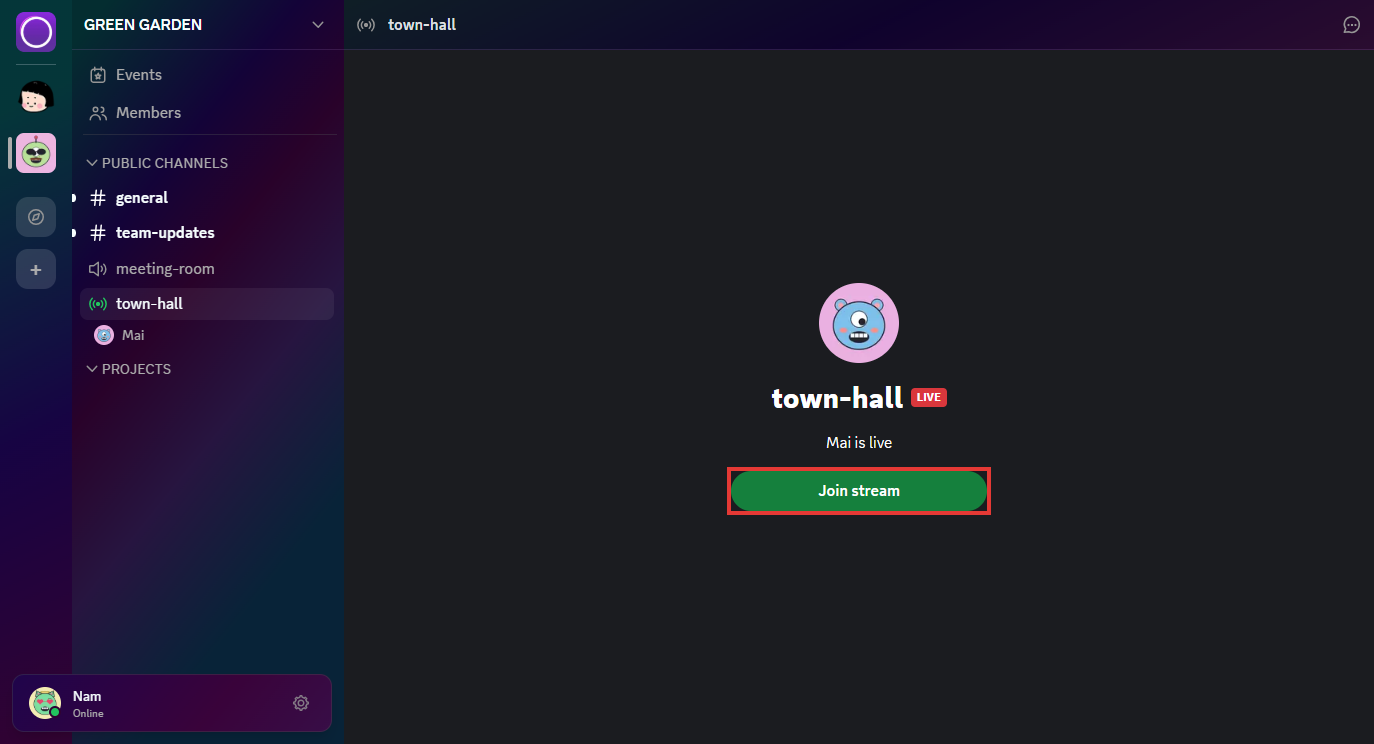 GREEN GARDEN
Events
Members
PUBLIC CHANNELS
general
team-updates
meeting-room
town-hall
Mai
PROJECTS
Nam
Online
town-hall
town-hall LIVE
Mai is live
Join stream